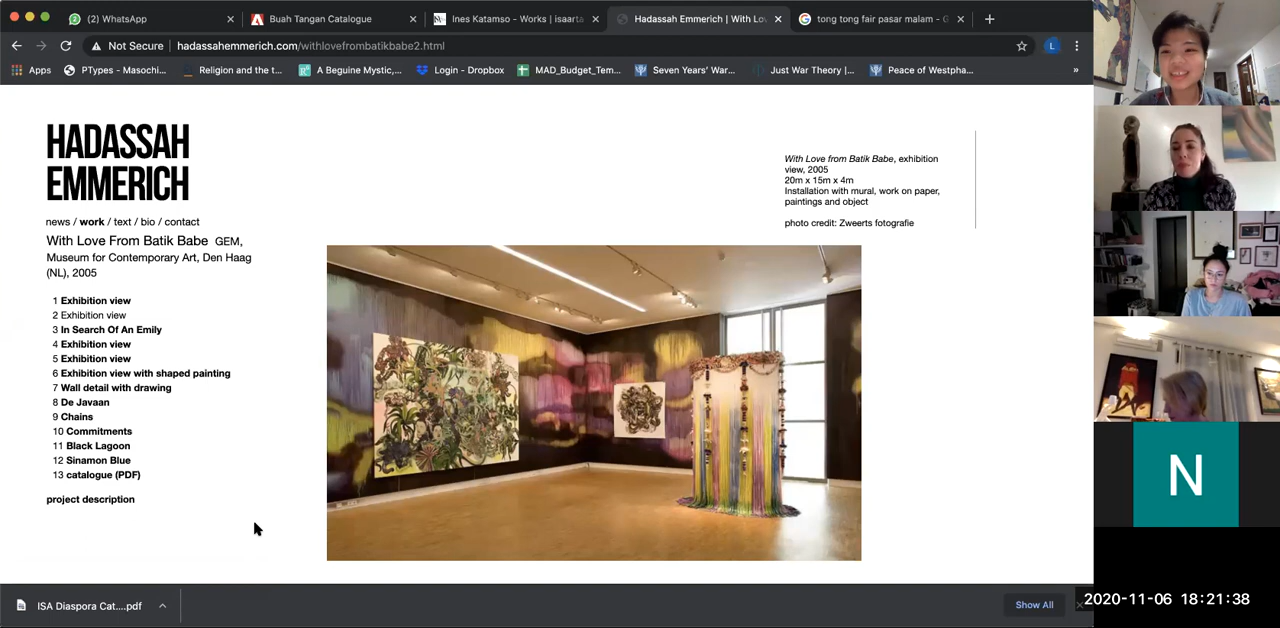 (2) WhatsApp
Buah Tangan Catalogue
Ines Katamso - Works | isaarta
Hadassah Emmerich | With Lo
tong tong fair pasar malam - G
Not Secure | hadassahemmerich.com/withlovefrombatikbabe2.html
L
Apps
PTypes - Masochi...
Religion and the t...
A Beguine Mystic,...
Login - Dropbox
MAD_Budget_Tem...
Seven Years' War...
Just War Theory |...
Peace of Westpha...
»
HADASSAH
EMMERICH
news / work / text / bio / contact
With Love From Batik Babe GEM,
Museum for Contemporary Art, Den Haag
(NL), 2005
1 Exhibition view
2 Exhibition view
3 In Search Of An Emily
4 Exhibition view
5 Exhibition view
6 Exhibition view with shaped painting
7 Wall detail with drawing
8 De Javaan
9 Chains
10 Commitments
11 Black Lagoon
12 Sinamon Blue
13 catalogue (PDF)
project description
With Love from Batik Babe, exhibition
view, 2005
20m x 15m x 4m
Installation with mural, work on paper,
paintings and object
photo credit: Zweerts fotografie
ISA Diaspora Cat....pdf
Show All
N
2020-11-06 18:21:38